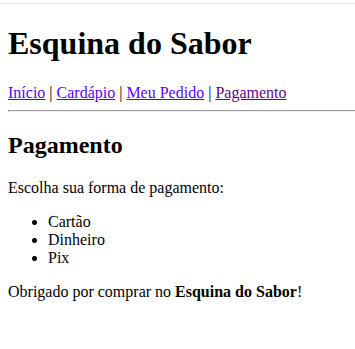 Esquina do Sabor
Início | Cardápio | Meu Pedido | Pagamento
Pagamento
Escolha sua forma de pagamento:
• Cartão
• Dinheiro
• Pix
Obrigado por comprar no Esquina do Sabor!